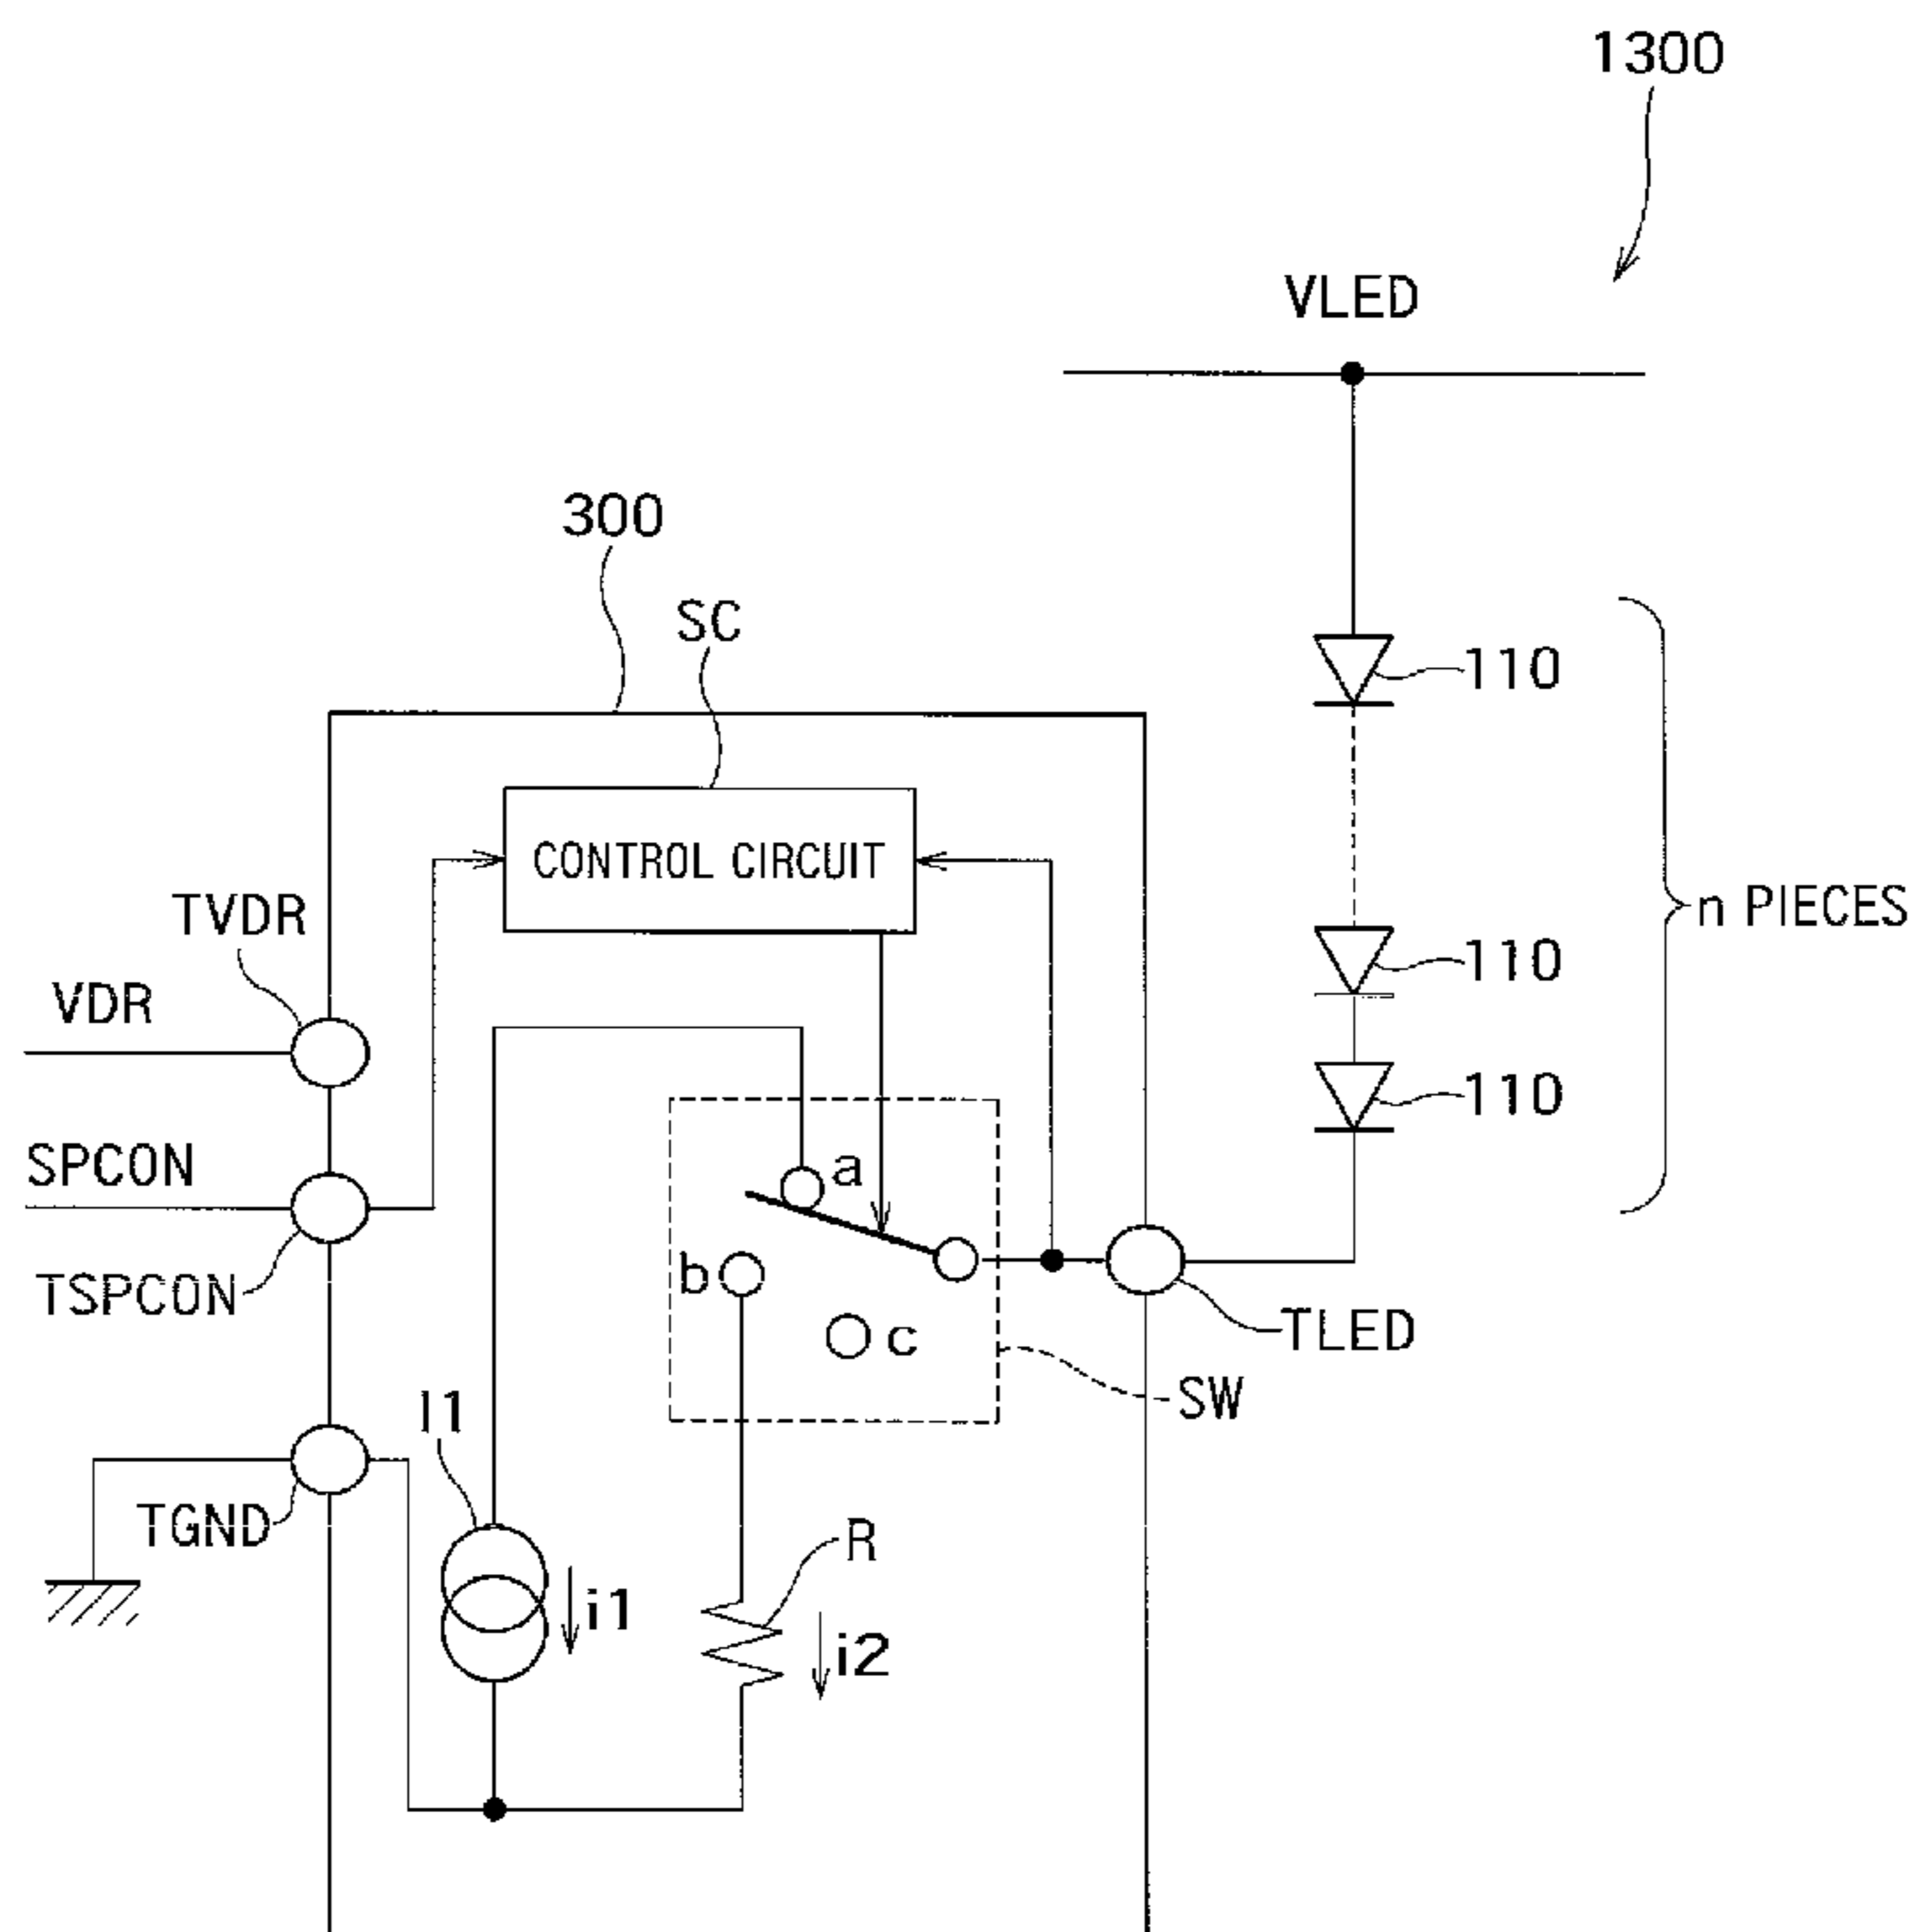 1300
VLED
300
SC
110
CONTROL CIRCUIT
TVDR
n PIECES
110
VDR
110
SPCON
a
b
TSPCON
c
TLED
SW
I1
TGND
R
i1
i2